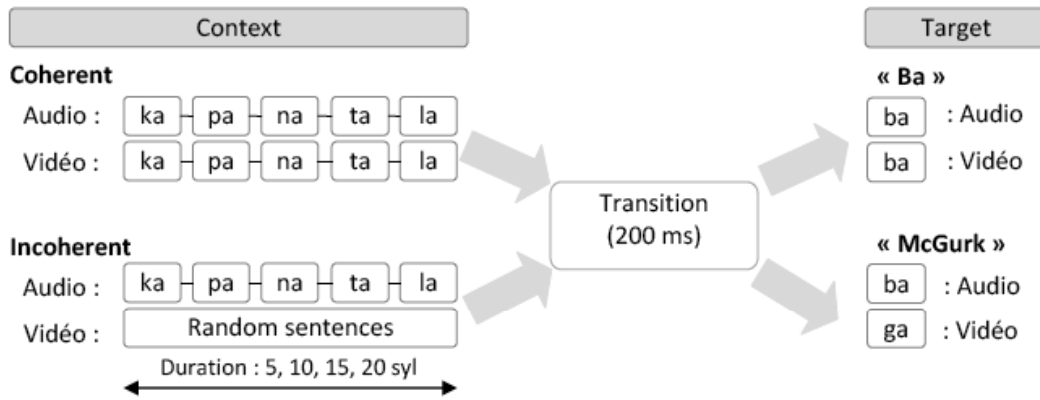 Context
Target
Coherent
Audio : ka pa na ta la
Vidéo : ka pa na ta la
Incoherent
Audio : ka pa na ta la
Vidéo : Random sentences
Duration : 5, 10, 15, 20 syl
Transition
(200 ms)
« Ba »
ba : Audio
ba : Vidéo
« McGurk »
ba : Audio
ga : Vidéo